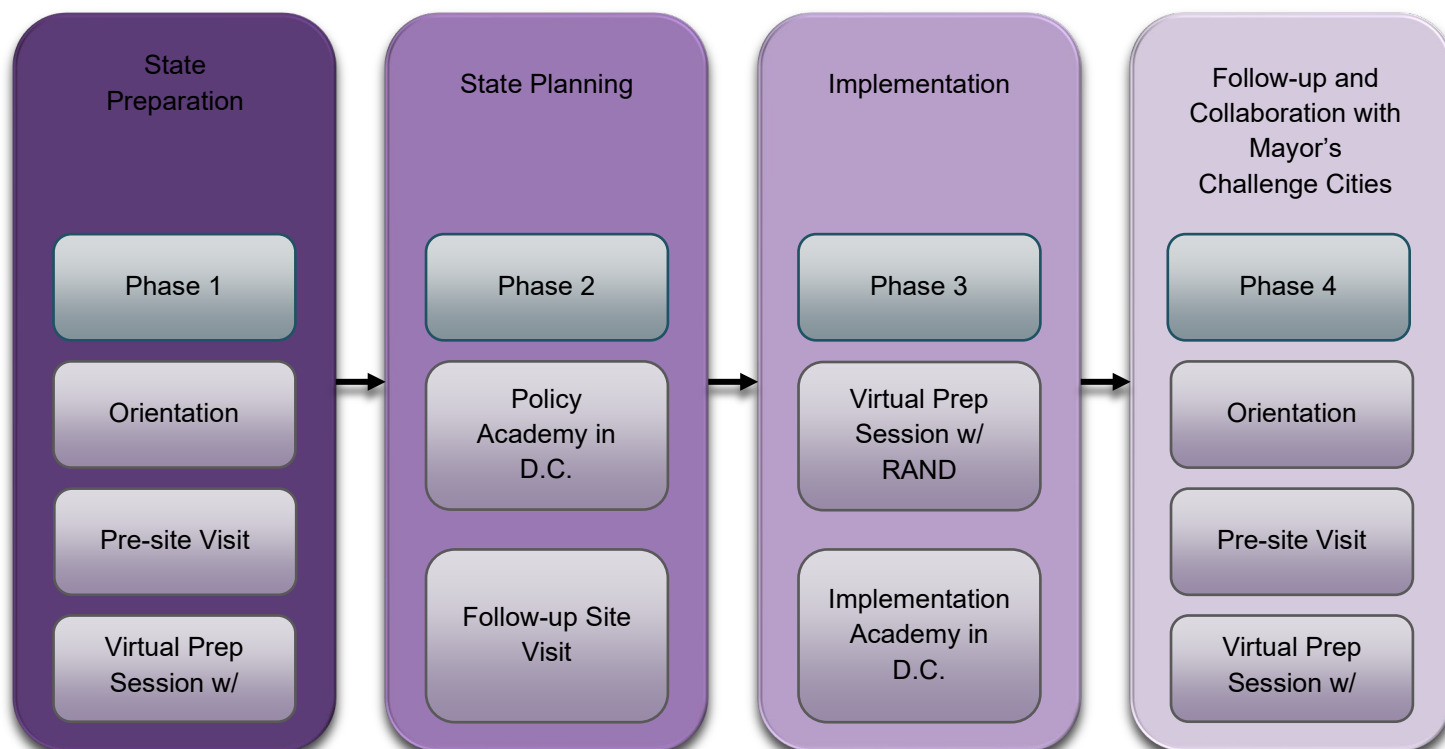 State
Preparation
Phase 1
Orientation
Pre-site Visit
Virtual Prep
Session w/
State Planning
Phase 2
Policy
Academy in
D.C.
Follow-up Site
Visit
Implementation
Phase 3
Virtual Prep
Session w/
RAND
Implementation
Academy in
D.C.
Follow-up and
Collaboration with
Mayor’s
Challenge Cities
Phase 4
Orientation
Pre-site Visit
Virtual Prep
Session w/